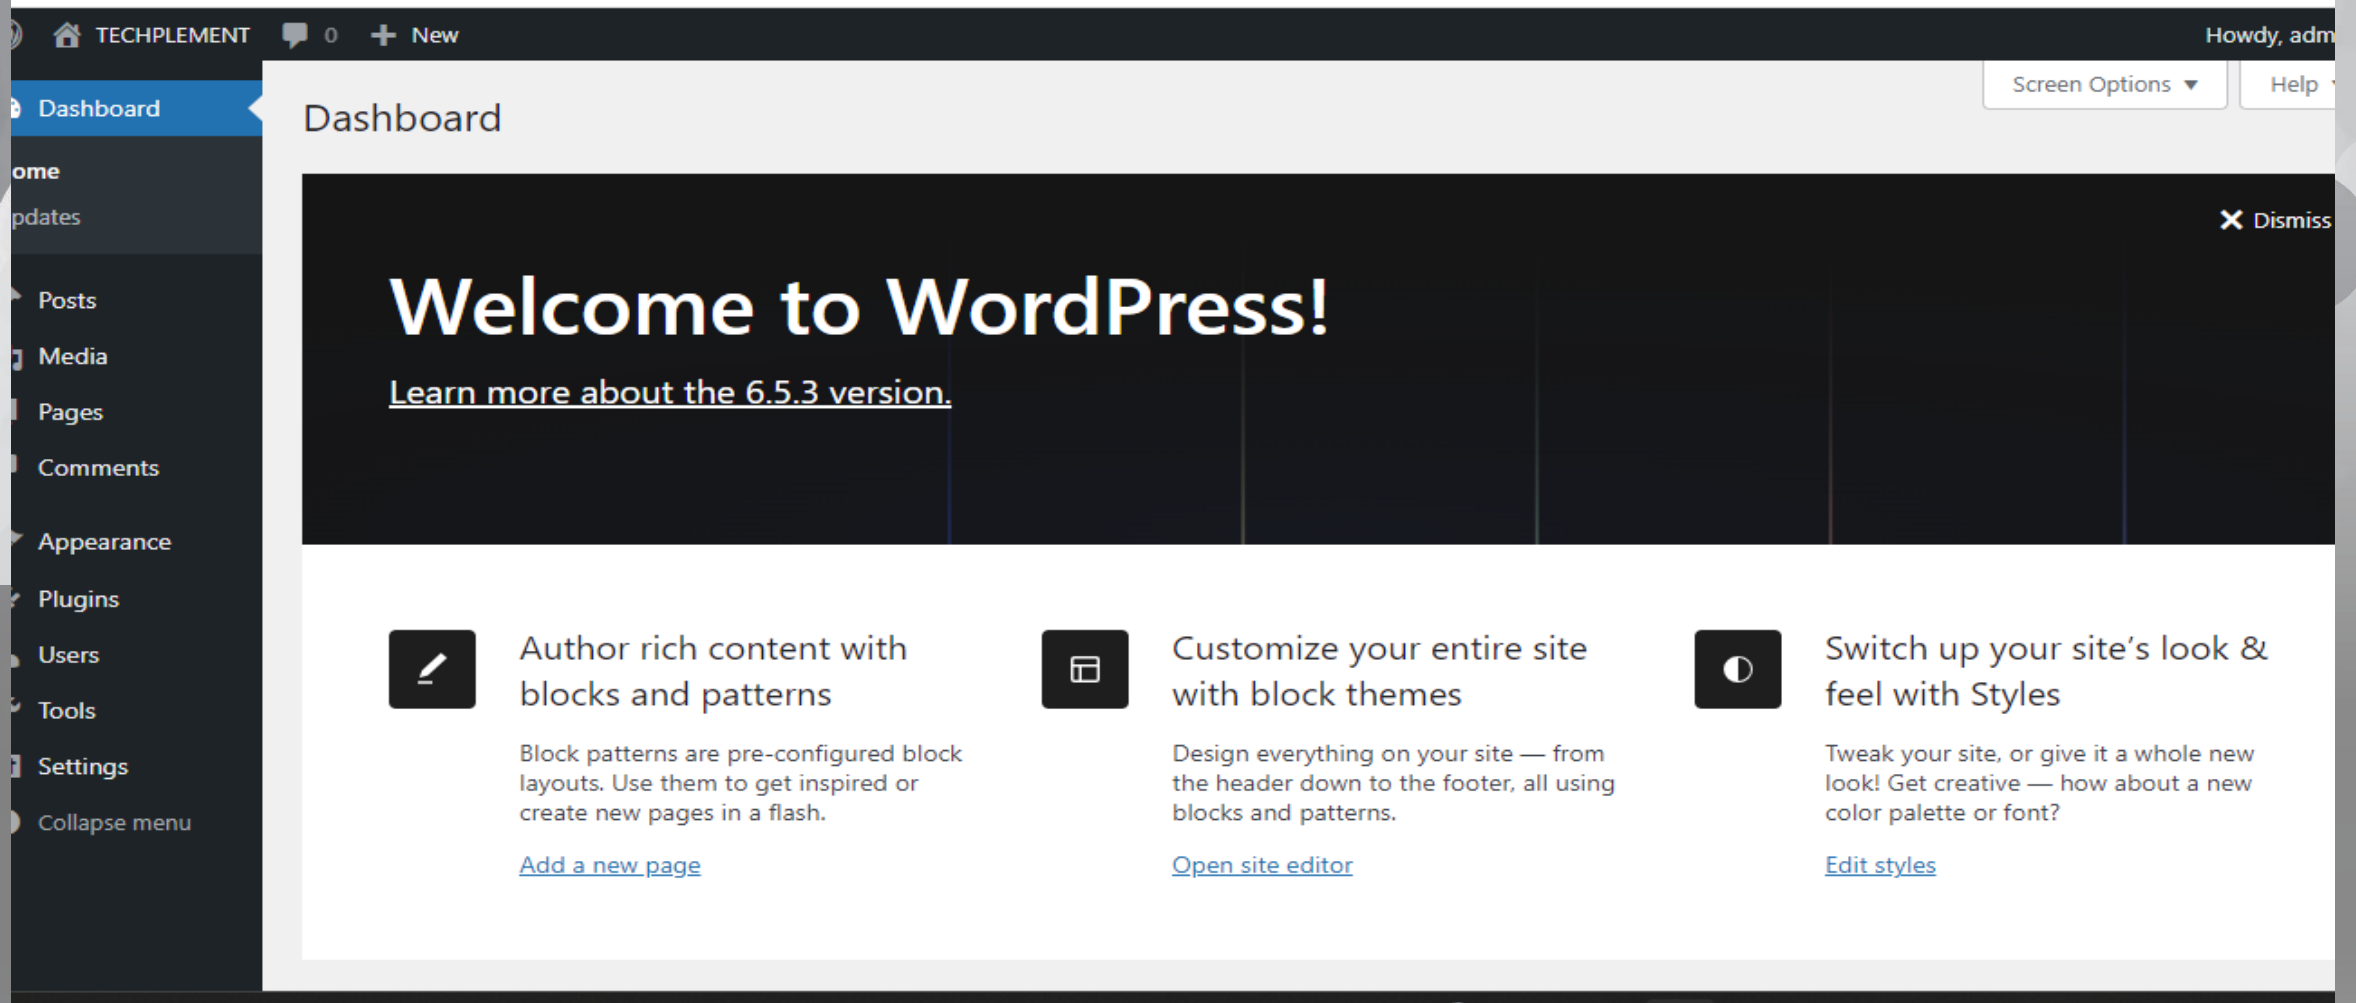 TECHPLEMENT 0 New Howdy, adm
Screen Options Help
Dashboard
Dashboard
ome
pdates
Posts
Media
Pages
Comments
Appearance
Plugins
Users
Tools
Settings
Collapse menu
Dismiss
Welcome to WordPress!
Learn more about the 6.5.3 version.
Author rich content with
blocks and patterns
Block patterns are pre-configured block
layouts. Use them to get inspired or
create new pages in a flash.
Add a new page
Customize your entire site
with block themes
Design everything on your site — from
the header down to the footer, all using
blocks and patterns.
Open site editor
Switch up your site’s look &
feel with Styles
Tweak your site, or give it a whole new
look! Get creative — how about a new
color palette or font?
Edit styles